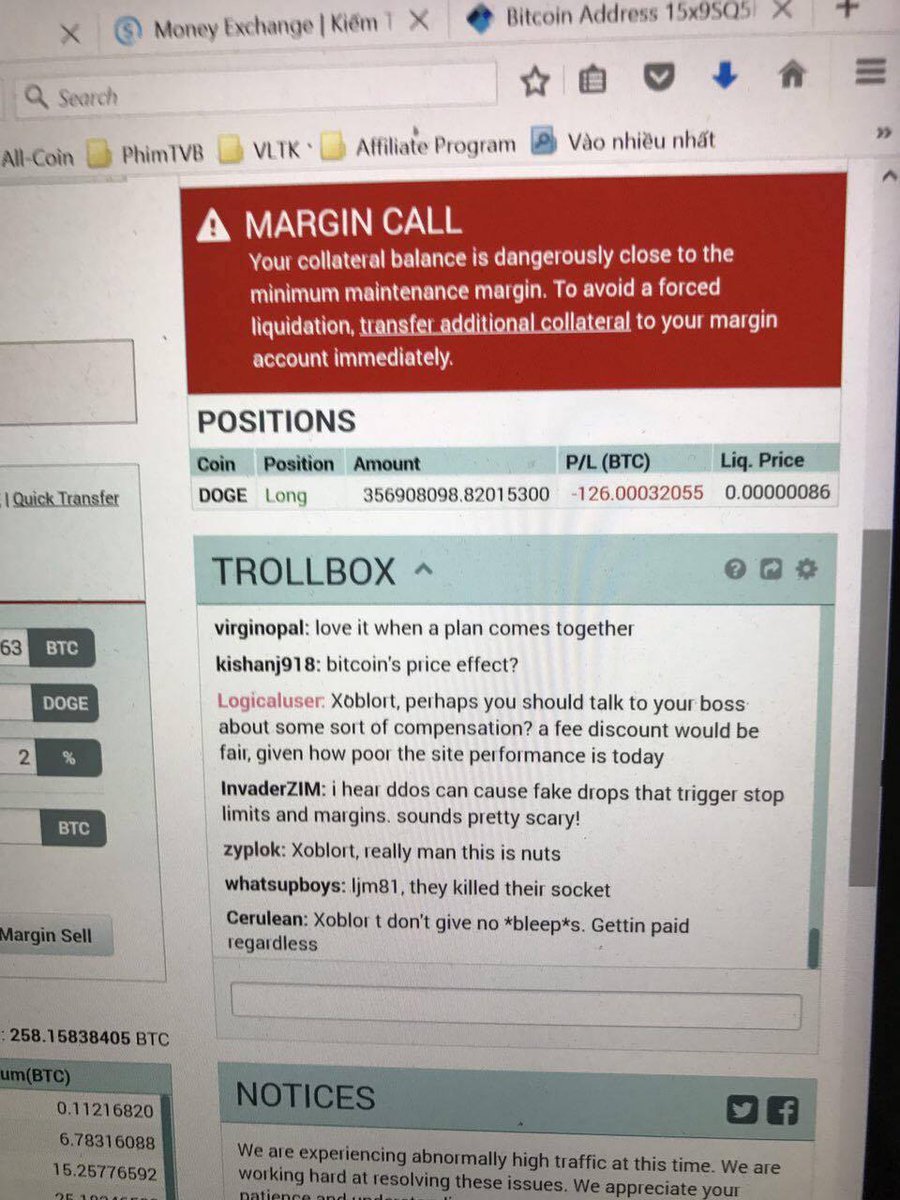 Money Exchange | Kiếm T
Bitcoin Address 15x9SQ5
Search
All-Coin PhimTVB VLTK Affiliate Program Vào nhiều nhất
MARGIN CALL
Your collateral balance is dangerously close to the
minimum maintenance margin. To avoid a forced
liquidation, transfer additional collateral to your margin
account immediately.
POSITIONS
Coin Position Amount P/L (BTC) Liq. Price
DOGE Long 356908098.82015300 -126.00032055 0.00000086
| Quick Transfer
TROLLBOX
virginopal: love it when a plan comes together
kishanj918: bitcoin's price effect?
Logicaluser: Xoblort, perhaps you should talk to your boss
about some sort of compensation? a fee discount would be
fair, given how poor the site performance is today
InvaderZIM: i hear ddos can cause fake drops that trigger stop
limits and margins. sounds pretty scary!
zyplok: Xoblort, really man this is nuts
whatsupboys: ljm81, they killed their socket
Cerulean: Xoblor t don't give no *bleep*s. Gettin paid
regardless
63 BTC
DOGE
2 %
BTC
Margin Sell
: 258.15838405 BTC
um(BTC)
0.11216820
6.78316088
15.25776592
NOTICES
We are experiencing abnormally high traffic at this time. We are
working hard at resolving these issues. We appreciate your
patience and